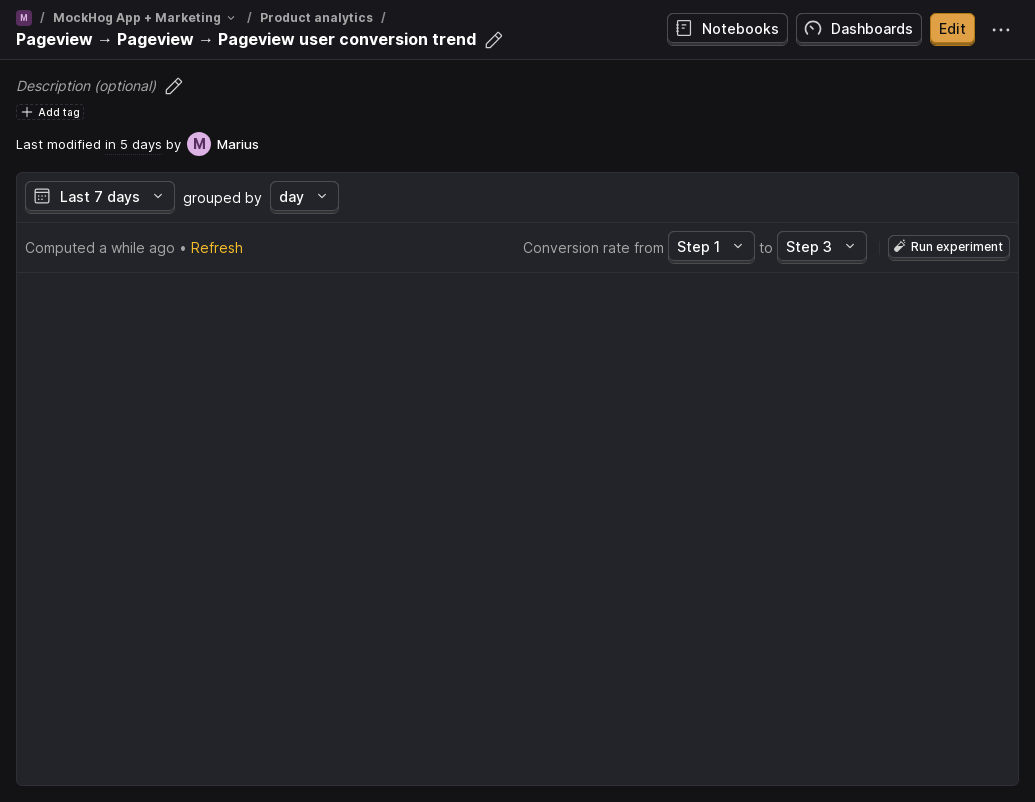 M / MockHog App + Marketing / Product analytics /
Pageview → Pageview → Pageview user conversion trend
Notebooks
Dashboards
Edit
Description (optional)
Add tag
Last modified in 5 days by M Marius
Last 7 days grouped by day
Computed a while ago • Refresh
Conversion rate from Step 1 to Step 3
Run experiment